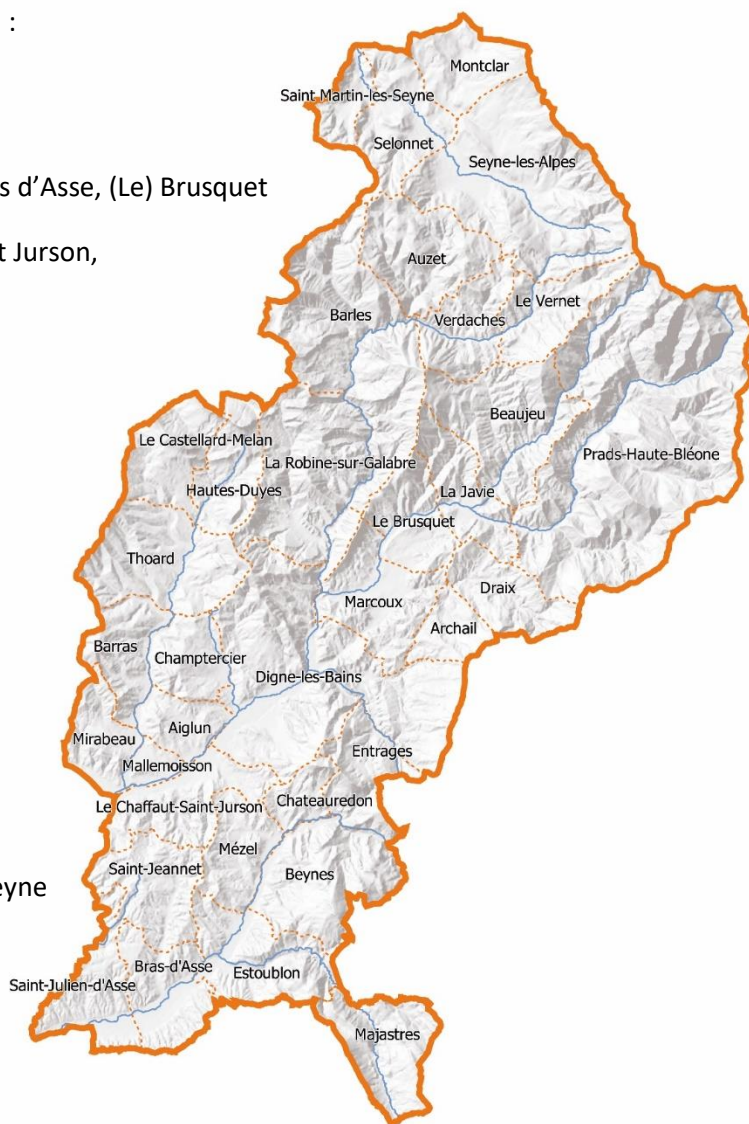 :
Montclar
Saint Martin-les-Seyne
Selonnet
Seyne-les-Alpes
s d’Asse, (Le) Brusquet
t Jurson,
Auzet
Le Vernet
Barles
Verdaches
Beaujeu
Le Castellard-Melan
Prads-Haute-Bléone
La Robine-sur-Galabre
Hautes-Duyes
La Javie
Le Brusquet
Thoard
Draix
Marcoux
Archail
Barras
Champtercier
Digne-les-Bains
Aiglun
Mirabeau
Entrages
Mallemoisson
Chateauredon
Le Chaffaut-Saint-Jurson
Mézel
Saint-Jeannet
Beynes
eyne
Bras-d'Asse
Estoublon
Saint-Julien-d'Asse
Majastres